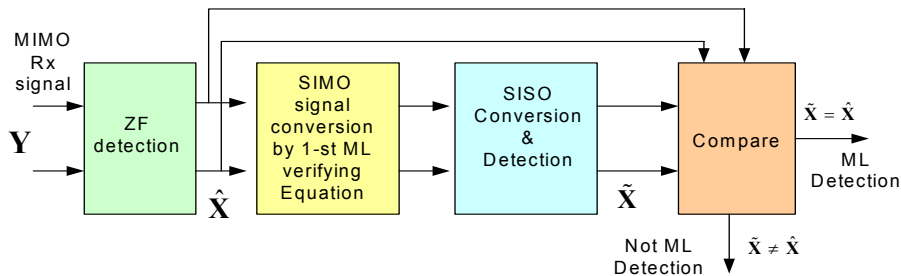 MIMO
Rx
signal
Y
ZF
detection
X̂
SIMO
signal
conversion
by 1-st ML
verifying
Equation
SISO
Conversion
&
Detection
X̃
Compare
X̃ = X̂
ML
Detection
Not ML
Detection
X̃ ≠ X̂